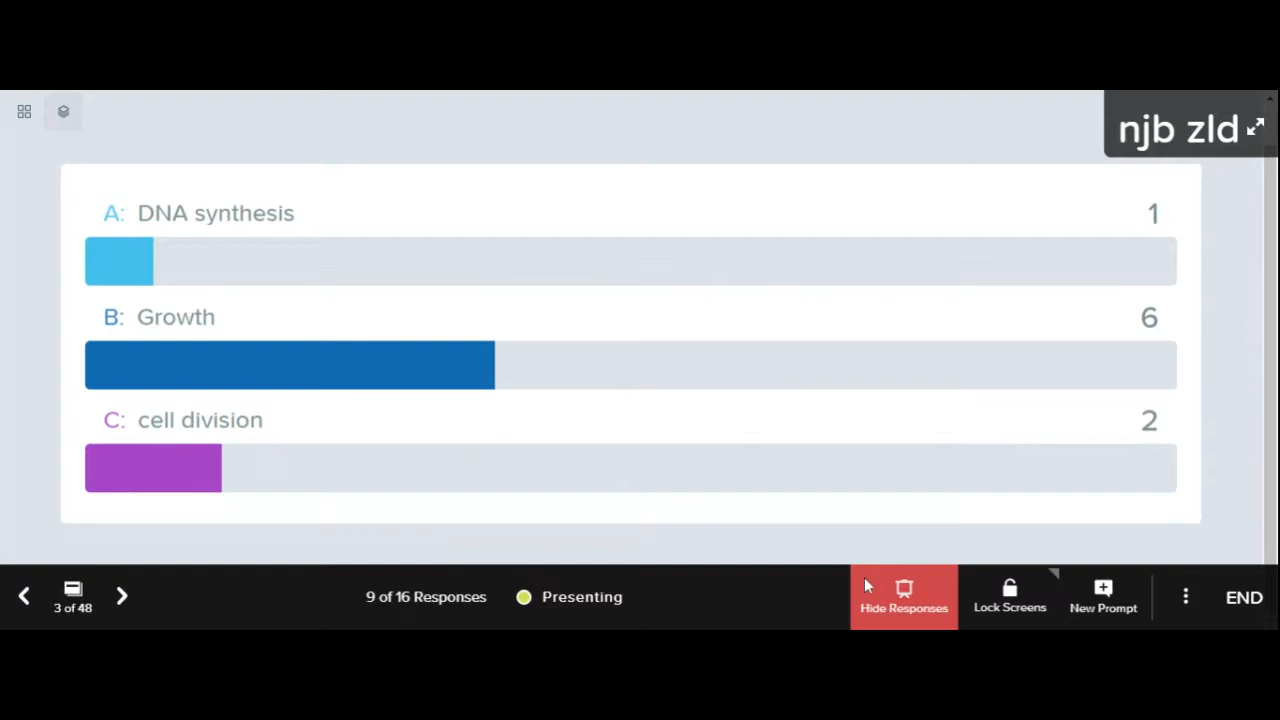 njb zld
A: DNA synthesis 1
B: Growth 6
C: cell division 2
3 of 48
9 of 16 Responses
Presenting
Hide Responses
Lock Screens
New Prompt
END